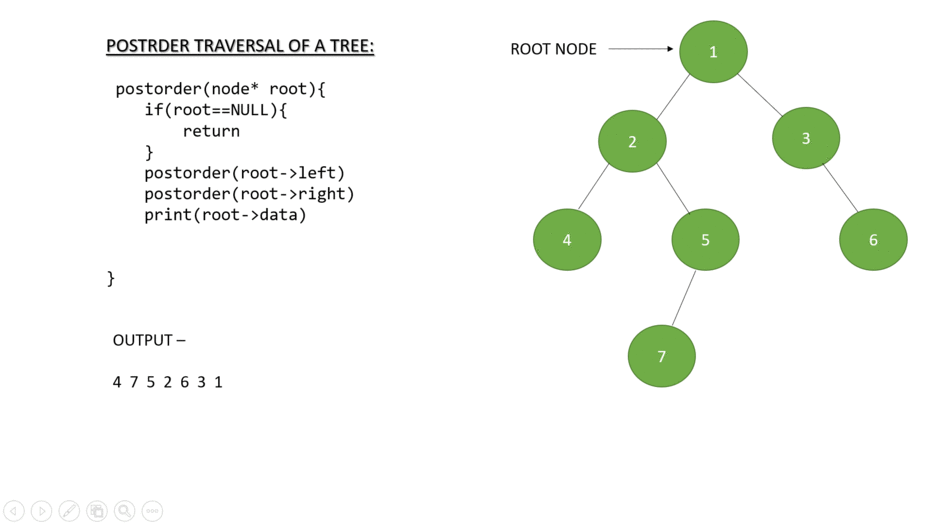 POSTRDER TRAVERSAL OF A TREE:
postorder(node* root){
if(root==NULL){
return
}
postorder(root->left)
postorder(root->right)
print(root->data)
}
OUTPUT –
4 7 5 2 6 3 1
ROOT NODE
1
2
3
4
5
6
7